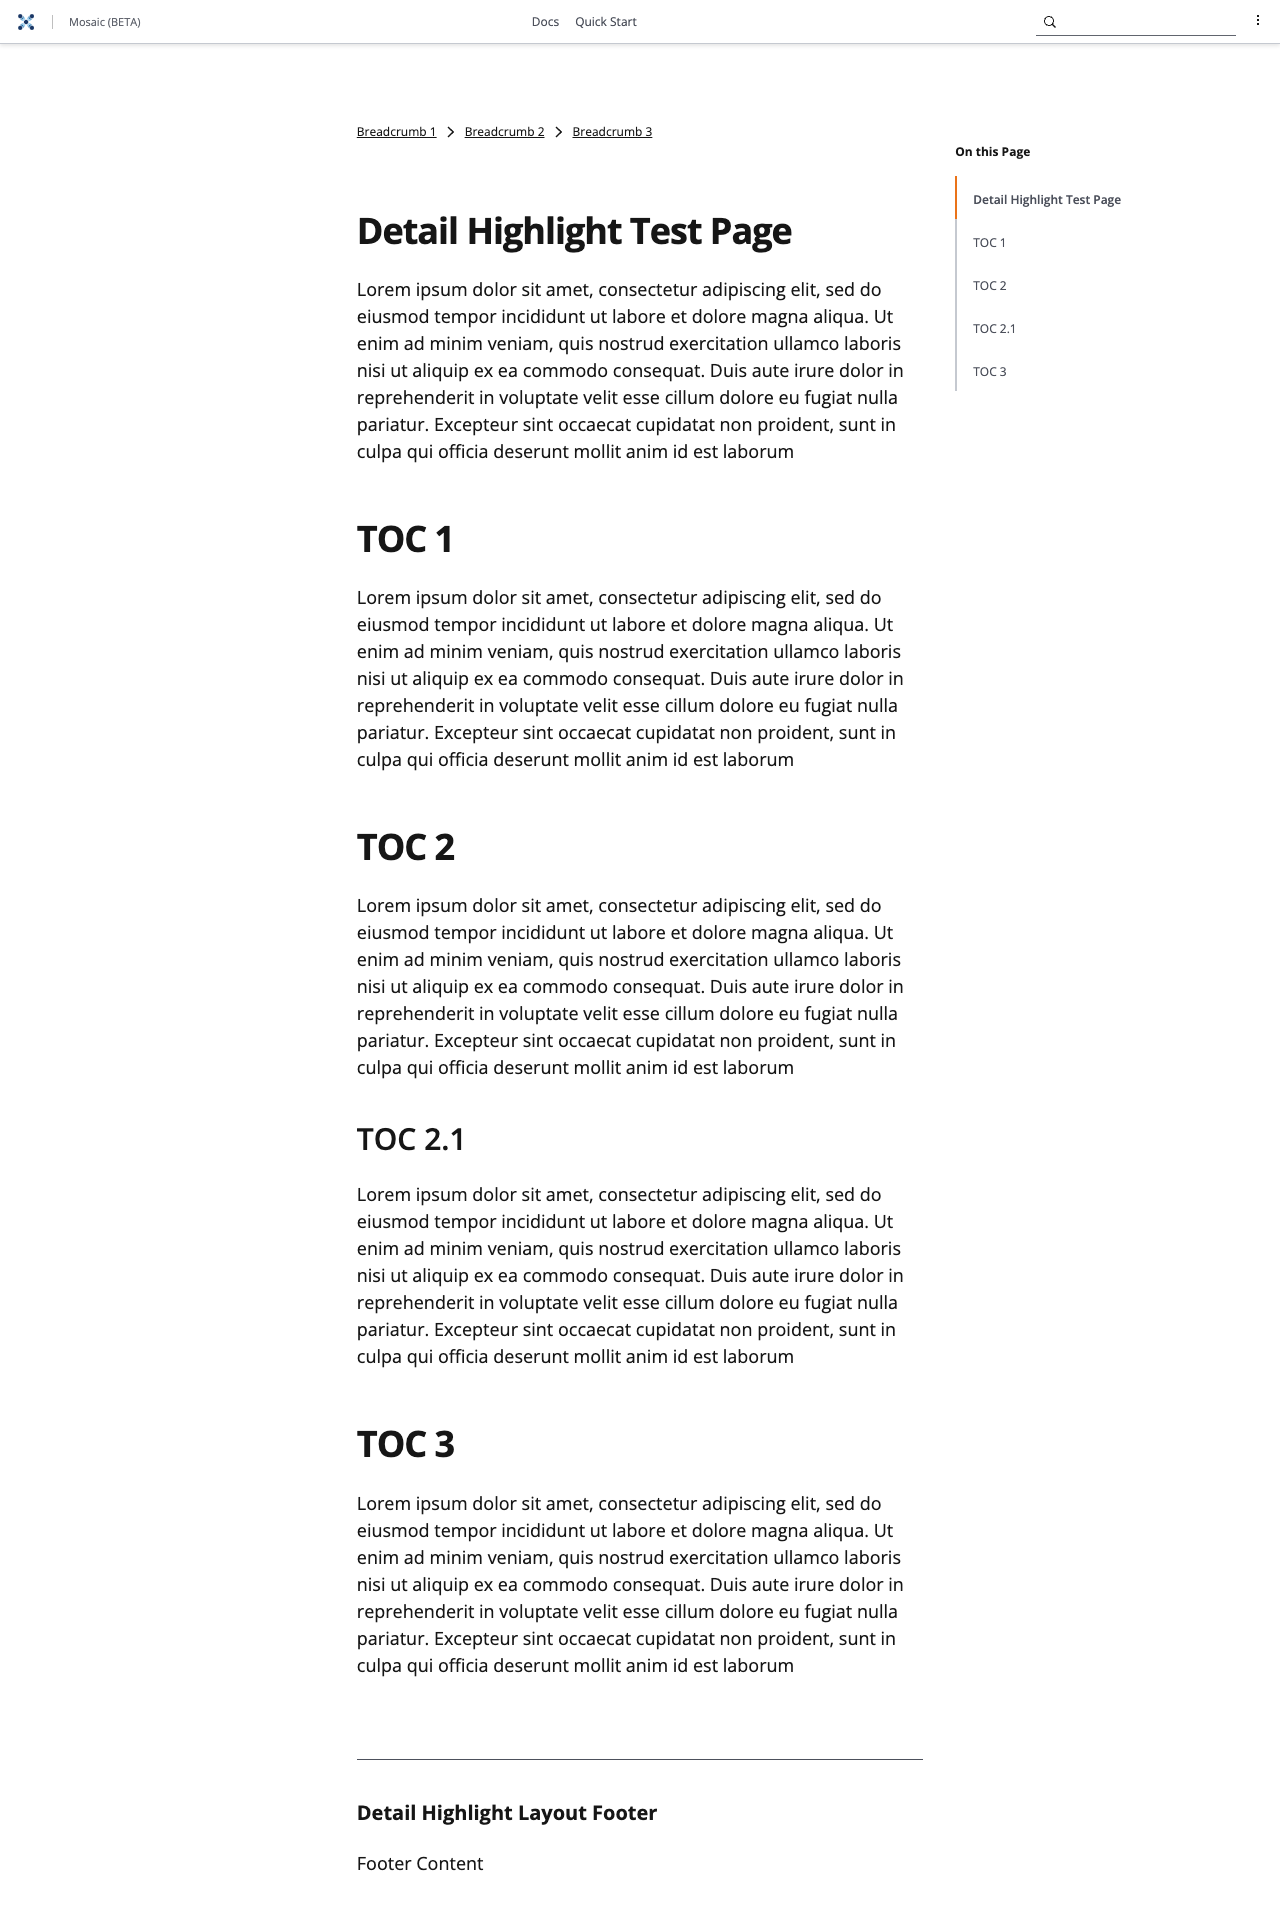 Mosaic (BETA)
Docs
Quick Start
Breadcrumb 1
Breadcrumb 2
Breadcrumb 3
Detail Highlight Test Page
Lorem ipsum dolor sit amet, consectetur adipiscing elit, sed do
eiusmod tempor incididunt ut labore et dolore magna aliqua. Ut
enim ad minim veniam, quis nostrud exercitation ullamco laboris
nisi ut aliquip ex ea commodo consequat. Duis aute irure dolor in
reprehenderit in voluptate velit esse cillum dolore eu fugiat nulla
pariatur. Excepteur sint occaecat cupidatat non proident, sunt in
culpa qui officia deserunt mollit anim id est laborum
TOC 1
Lorem ipsum dolor sit amet, consectetur adipiscing elit, sed do
eiusmod tempor incididunt ut labore et dolore magna aliqua. Ut
enim ad minim veniam, quis nostrud exercitation ullamco laboris
nisi ut aliquip ex ea commodo consequat. Duis aute irure dolor in
reprehenderit in voluptate velit esse cillum dolore eu fugiat nulla
pariatur. Excepteur sint occaecat cupidatat non proident, sunt in
culpa qui officia deserunt mollit anim id est laborum
TOC 2
Lorem ipsum dolor sit amet, consectetur adipiscing elit, sed do
eiusmod tempor incididunt ut labore et dolore magna aliqua. Ut
enim ad minim veniam, quis nostrud exercitation ullamco laboris
nisi ut aliquip ex ea commodo consequat. Duis aute irure dolor in
reprehenderit in voluptate velit esse cillum dolore eu fugiat nulla
pariatur. Excepteur sint occaecat cupidatat non proident, sunt in
culpa qui officia deserunt mollit anim id est laborum
TOC 2.1
Lorem ipsum dolor sit amet, consectetur adipiscing elit, sed do
eiusmod tempor incididunt ut labore et dolore magna aliqua. Ut
enim ad minim veniam, quis nostrud exercitation ullamco laboris
nisi ut aliquip ex ea commodo consequat. Duis aute irure dolor in
reprehenderit in voluptate velit esse cillum dolore eu fugiat nulla
pariatur. Excepteur sint occaecat cupidatat non proident, sunt in
culpa qui officia deserunt mollit anim id est laborum
TOC 3
Lorem ipsum dolor sit amet, consectetur adipiscing elit, sed do
eiusmod tempor incididunt ut labore et dolore magna aliqua. Ut
enim ad minim veniam, quis nostrud exercitation ullamco laboris
nisi ut aliquip ex ea commodo consequat. Duis aute irure dolor in
reprehenderit in voluptate velit esse cillum dolore eu fugiat nulla
pariatur. Excepteur sint occaecat cupidatat non proident, sunt in
culpa qui officia deserunt mollit anim id est laborum
Detail Highlight Layout Footer
Footer Content
On this Page
Detail Highlight Test Page
TOC 1
TOC 2
TOC 2.1
TOC 3